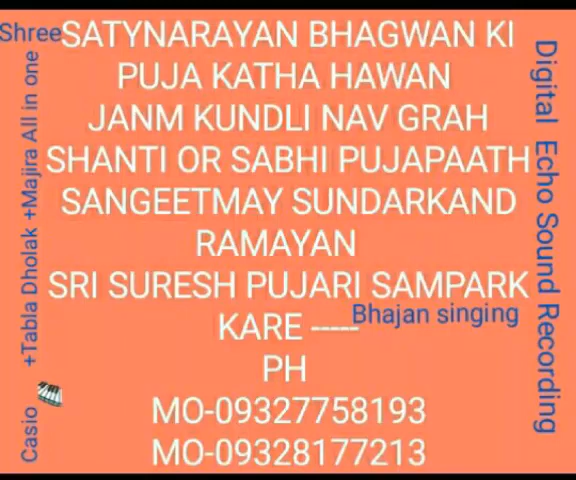 Shree
SATYNARAYAN BHAGWAN KI
PUJA KATHA HAWAN
JANM KUNDLI NAV GRAH
SHANTI OR SABHI PUJAPAATH
SANGEETMAY SUNDARKAND
RAMAYAN
SRI SURESH PUJARI SAMPARK
KARE -----
Bhajan singing
PH
MO-09327758193
MO-09328177213
Casio +Tabla Dholak +Majira All in one
Digital Echo Sound Recording